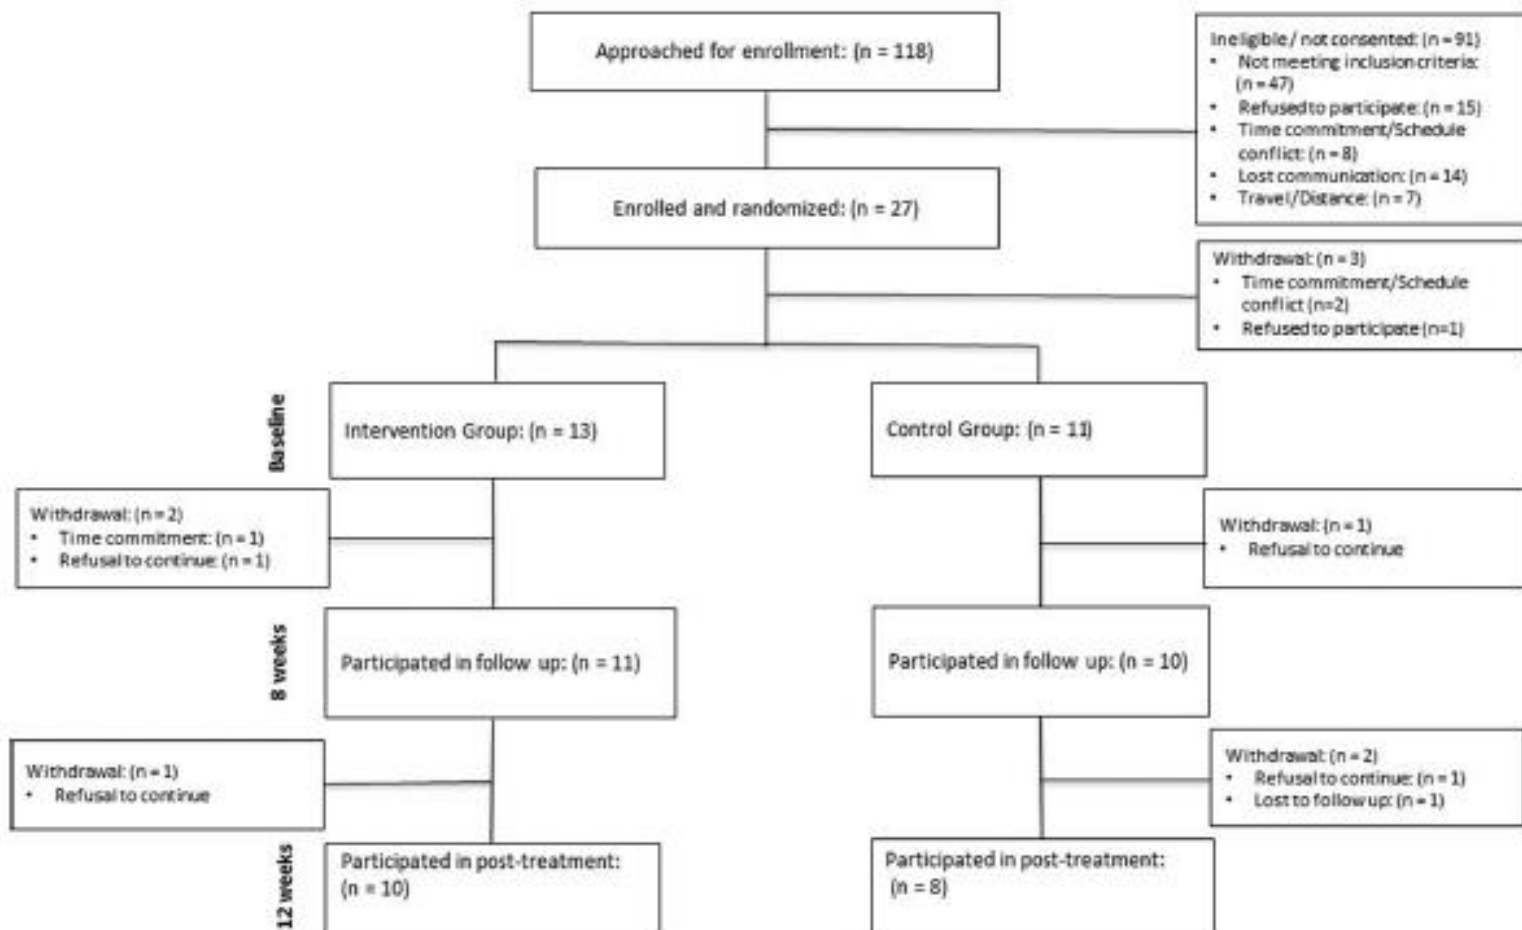 Approached for enrollment: (n = 118)
Ineligible / not consented: (n = 91)
• Not meeting inclusion criteria:
(n = 47)
• Refused to participate: (n = 15)
• Time commitment/Schedule
conflict: (n = 8)
• Lost communication: (n = 14)
• Travel/Distance: (n = 7)
Enrolled and randomized: (n = 27)
Withdrawal: (n = 3)
• Time commitment/Schedule
conflict (n=2)
• Refused to participate (n=1)
Baseline
Intervention Group: (n = 13)
Control Group: (n = 11)
Withdrawal: (n = 2)
• Time commitment: (n = 1)
• Refusal to continue: (n = 1)
Withdrawal: (n = 1)
• Refusal to continue
8 weeks
Participated in follow up: (n = 11)
Participated in follow up: (n = 10)
Withdrawal: (n = 1)
• Refusal to continue
Withdrawal: (n = 2)
• Refusal to continue: (n = 1)
• Lost to follow up: (n = 1)
12 weeks
Participated in post-treatment:
(n = 10)
Participated in post-treatment:
(n = 8)